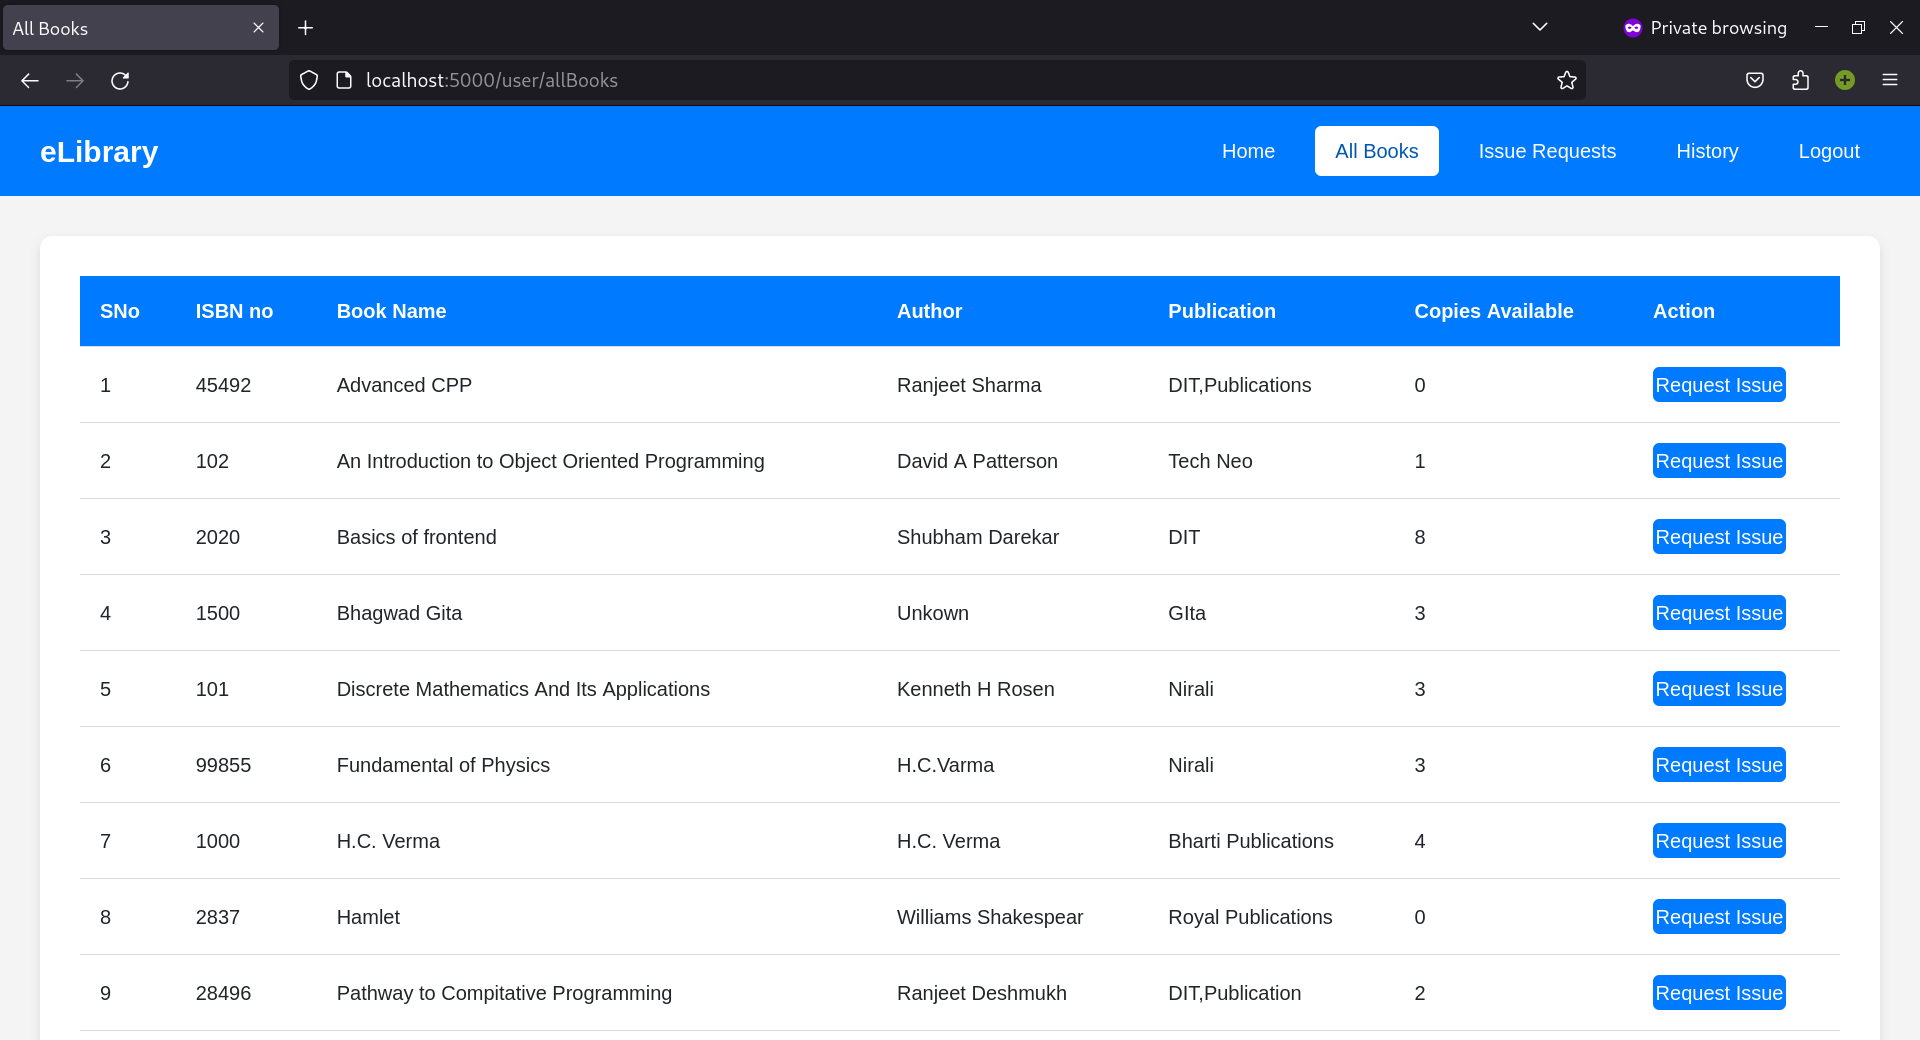 All Books
Private browsing
localhost:5000/user/allBooks
eLibrary Home All Books Issue Requests History Logout
SNo ISBN no Book Name Author Publication Copies Available Action
1 45492 Advanced CPP Ranjeet Sharma DIT,Publications 0 Request Issue
2 102 An Introduction to Object Oriented Programming David A Patterson Tech Neo 1 Request Issue
3 2020 Basics of frontend Shubham Darekar DIT 8 Request Issue
4 1500 Bhagwad Gita Unkown GIta 3 Request Issue
5 101 Discrete Mathematics And Its Applications Kenneth H Rosen Nirali 3 Request Issue
6 99855 Fundamental of Physics H.C.Varma Nirali 3 Request Issue
7 1000 H.C. Verma H.C. Verma Bharti Publications 4 Request Issue
8 2837 Hamlet Williams Shakespear Royal Publications 0 Request Issue
9 28496 Pathway to Compitative Programming Ranjeet Deshmukh DIT,Publication 2 Request Issue